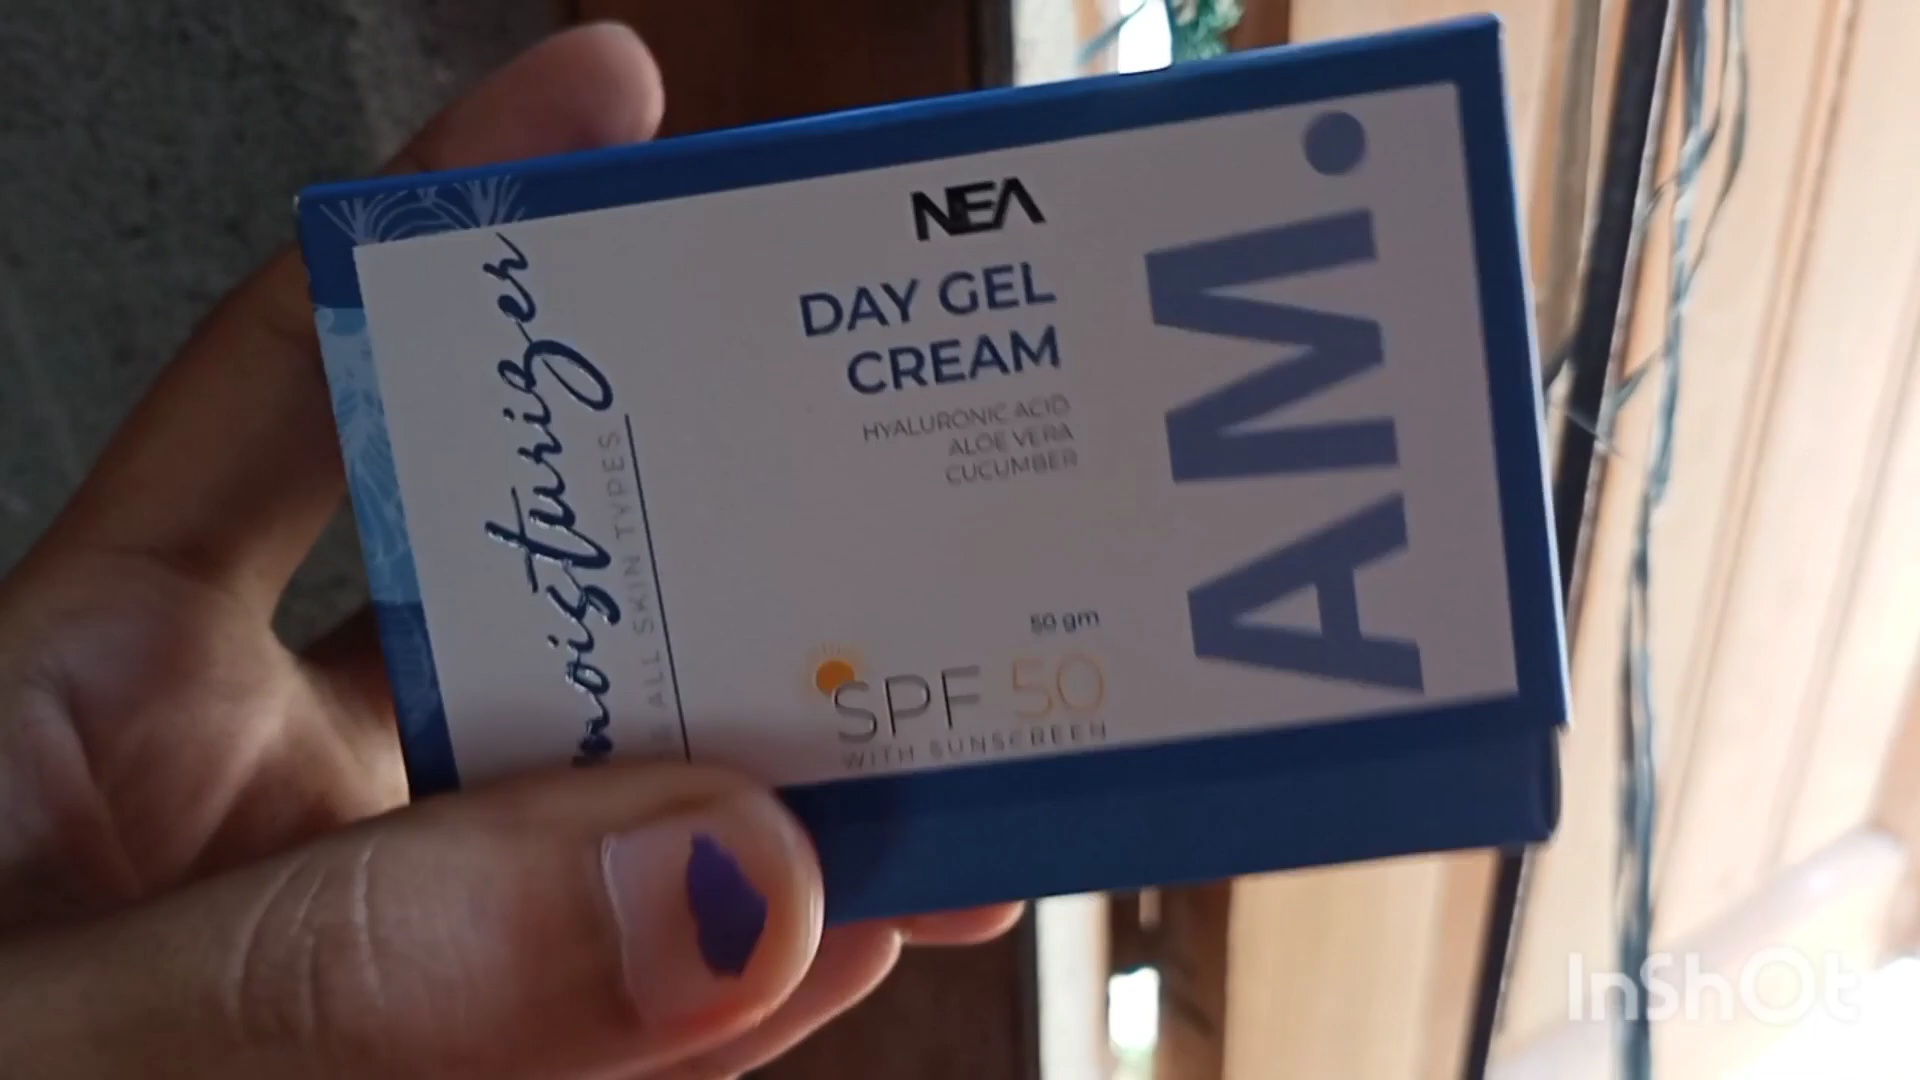 NEA
DAY GEL
CREAM
HYALURONIC ACID
ALOE VERA
CUCUMBER
50 gm
SPF 50
WITH SUNSCREEN
AM.
moisturizer
ALL SKIN TYPES
InShOt